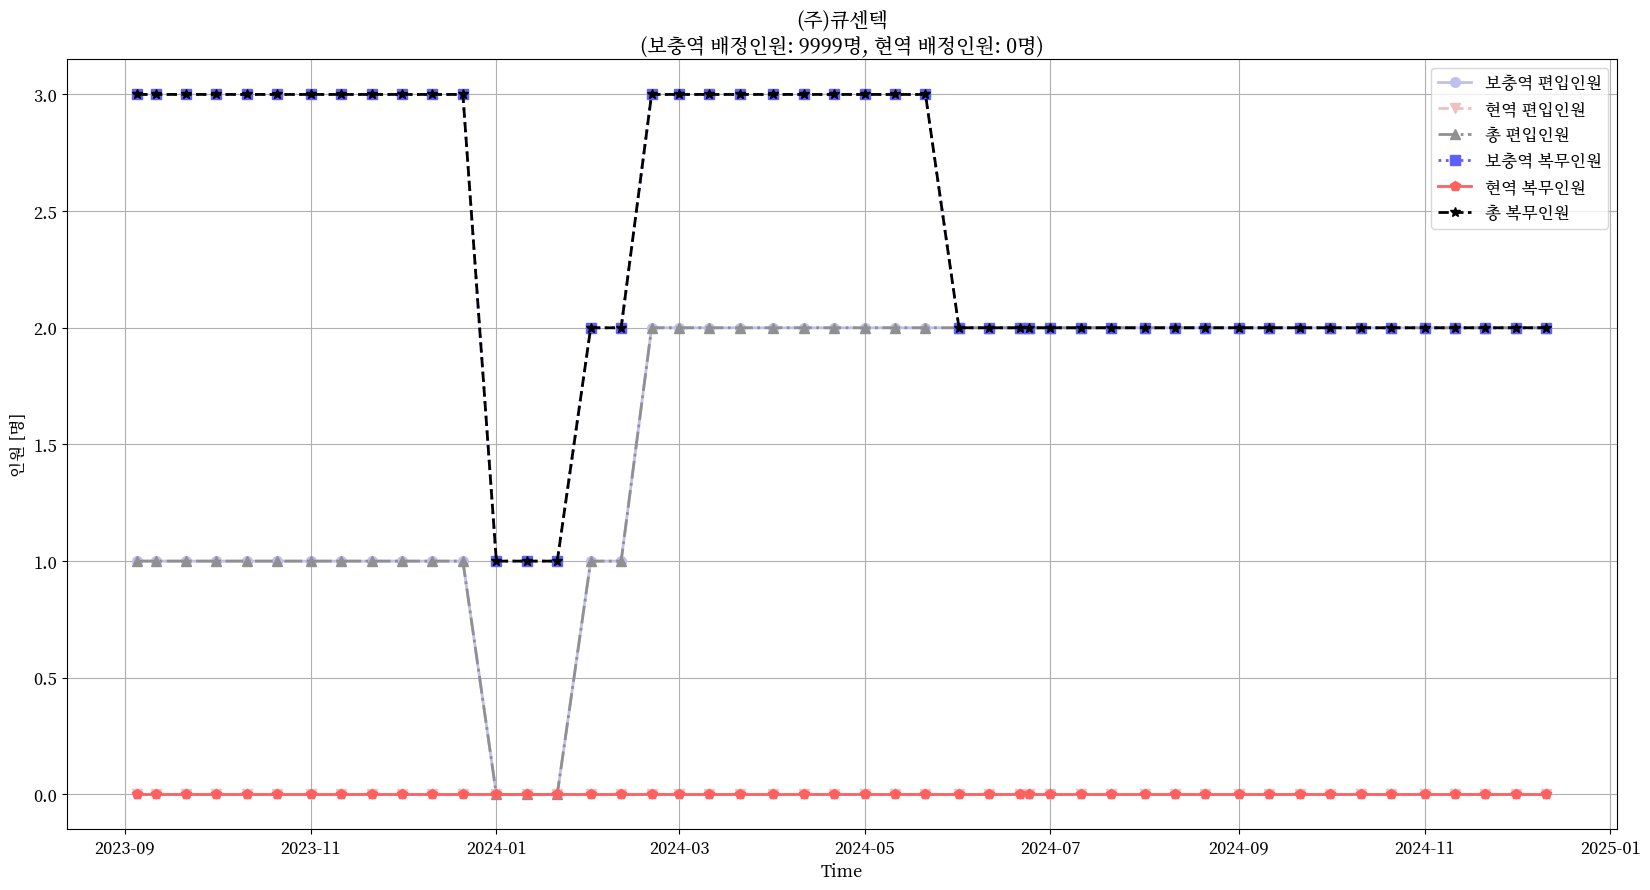 (주)큐센텍
(보충역 배정인원: 9999명, 현역 배정인원: 0명)
보충역 편입인원
현역 편입인원
총 편입인원
보충역 복무인원
현역 복무인원
총 복무인원
인원 [명]
3.0
2.5
2.0
1.5
1.0
0.5
0.0
2023-09 2023-11 2024-01 2024-03 2024-05 2024-07 2024-09 2024-11 2025-01
Time